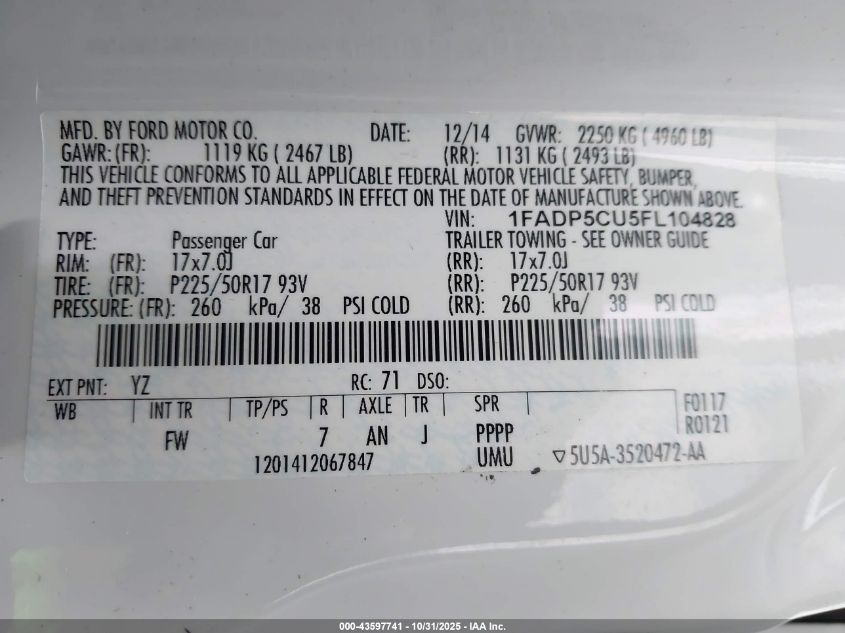 MFD. BY FORD MOTOR CO. DATE: 12/14 GVWR: 2250 KG ( 4960 LB)
GAWR: (FR): 1119 KG ( 2467 LB) (RR): 1131 KG ( 2493 LB)
THIS VEHICLE CONFORMS TO ALL APPLICABLE FEDERAL MOTOR VEHICLE SAFETY, BUMPER,
AND THEFT PREVENTION STANDARDS IN EFFECT ON THE DATE OF MANUFACTURE SHOWN ABOVE.
VIN: 1FADP5CU5FL104828
TYPE: Passenger Car TRAILER TOWING - SEE OWNER GUIDE
RIM: (FR): 17x7.0J (RR): 17x7.0J
TIRE: (FR): P225/50R17 93V (RR): P225/50R17 93V
PRESSURE: (FR): 260 kPa/ 38 PSI COLD (RR): 260 kPa/ 38 PSI COLD
EXT PNT: YZ RC: 71 DSO:
WB INT TR TP/PS R AXLE TR SPR F0117
FW 7 AN J PPPP R0121
1201412067847 UMU ▽5U5A-3520472-AA
000-43597741 - 10/31/2025 - IAA Inc.